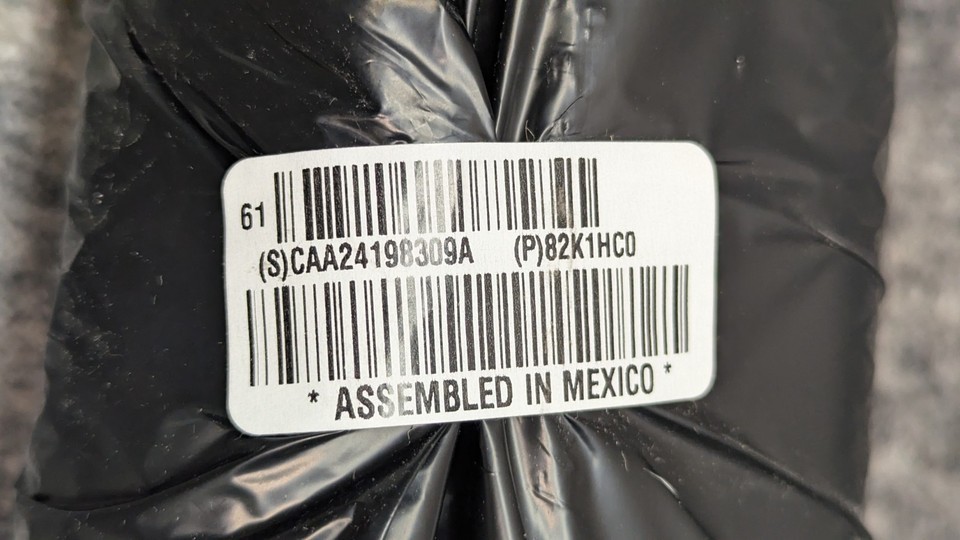 61
(S)CAA24198309A (P)82K1HC0
* ASSEMBLED IN MEXICO *